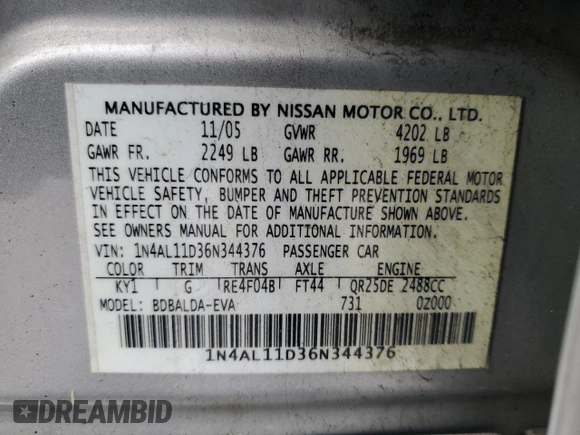 MANUFACTURED BY NISSAN MOTOR CO., LTD.
DATE 11/05 GVWR 4202 LB
GAWR FR. 2249 LB GAWR RR. 1969 LB
THIS VEHICLE CONFORMS TO ALL APPLICABLE FEDERAL MOTOR
VEHICLE SAFETY, BUMPER AND THEFT PREVENTION STANDARDS
IN EFFECT ON THE DATE OF MANUFACTURE SHOWN ABOVE.
SEE OWNERS MANUAL FOR ADDITIONAL INFORMATION.
VIN: 1N4AL11D36N344376 PASSENGER CAR
COLOR TRIM TRANS AXLE ENGINE
KY1 G RE4F04B FT44 QR25DE 2488CC
MODEL: BDBALDA-EVA 731 0Z000
1N4AL11D36N344376
DREAMBID